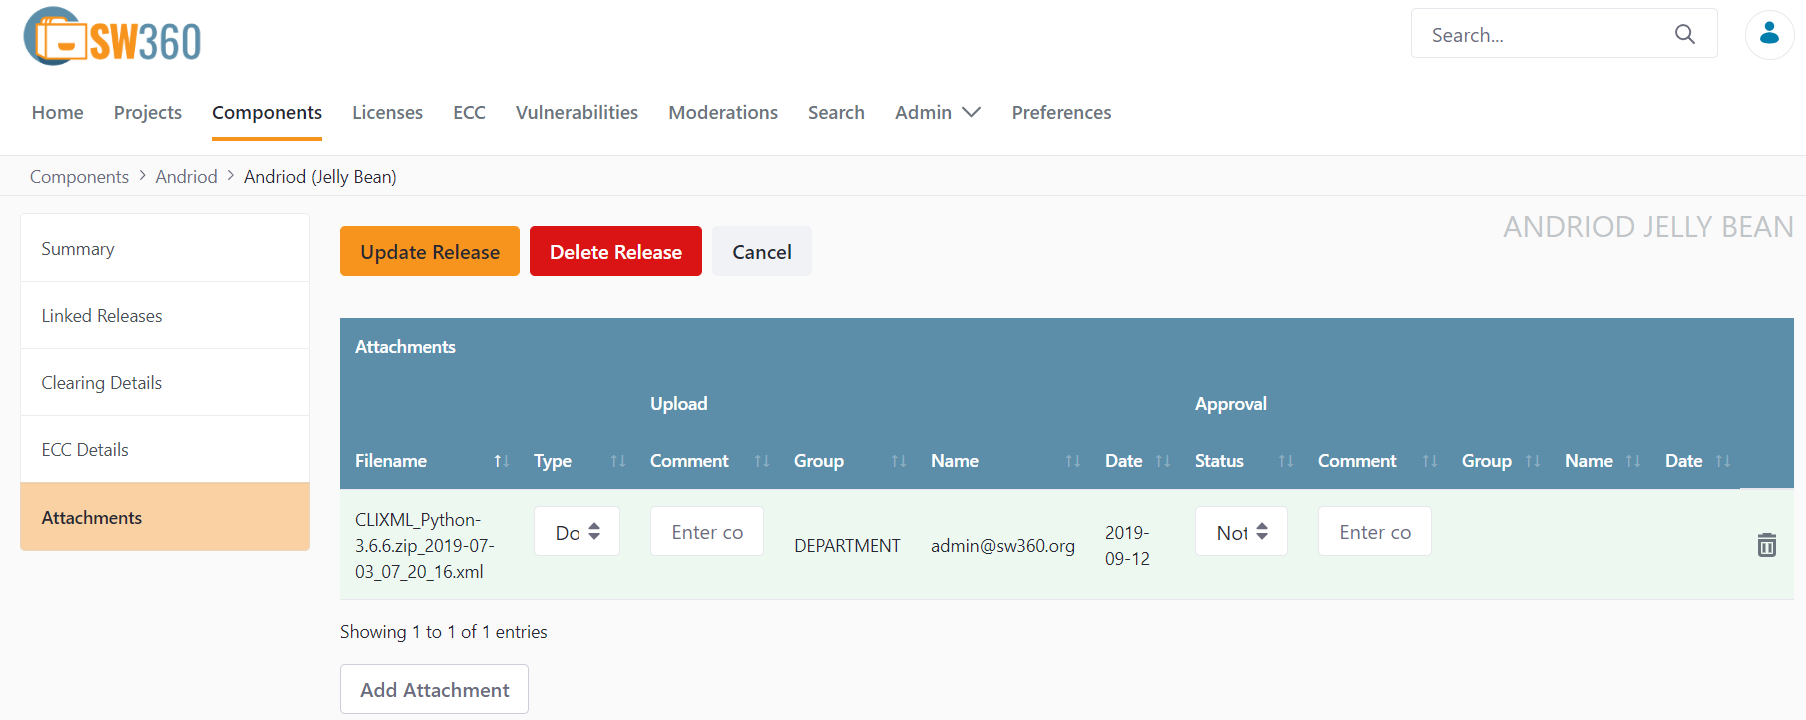 SW360
Search...
Home Projects Components Licenses ECC Vulnerabilities Moderations Search Admin Preferences
Components > Andriod > Andriod (Jelly Bean)
ANDRIOD JELLY BEAN
Summary
Linked Releases
Clearing Details
ECC Details
Attachments
Update Release Delete Release Cancel
Attachments
Upload Approval
Filename Type Comment Group Name Date Status Comment Group Name Date
CLIXML_Python-
3.6.6.zip_2019-07-
03_07_20_16.xml
Do
Enter co
DEPARTMENT
admin@sw360.org
2019-
09-12
Not
Enter co
Showing 1 to 1 of 1 entries
Add Attachment